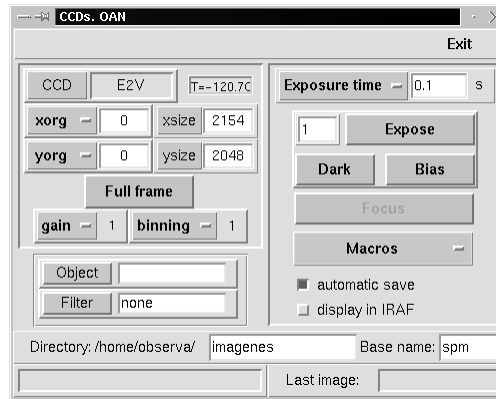 CCDs. OAN
Exit
CCD E2V T=-120.7C
xorg 0 xsize 2154
yorg 0 ysize 2048
Full frame
gain 1 binning 1
Object
Filter none
Exposure time 0.1 s
1 Expose
Dark Bias
Focus
Macros
automatic save
display in IRAF
Directory: /home/observa/ imagenes Base name: spm
Last image: